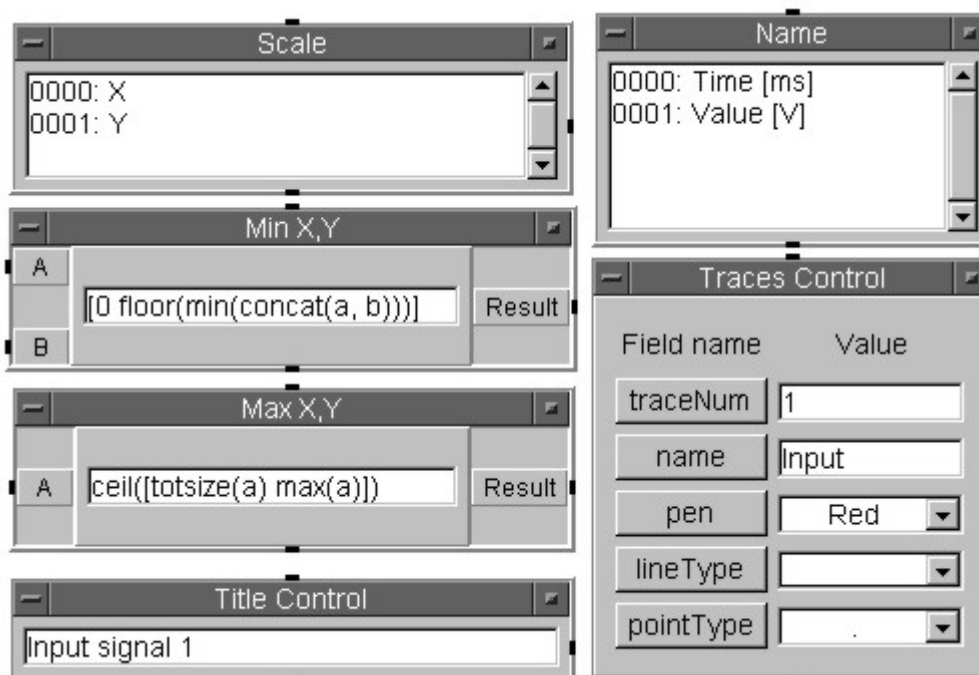 Scale
0000: X
0001: Y
Min X,Y
A
[0 floor(min(concat(a, b)))]
Result
B
Max X,Y
A
ceil([totsize(a) max(a)])
Result
Title Control
Input signal 1
Name
0000: Time [ms]
0001: Value [V]
Traces Control
Field name Value
traceNum 1
name Input
pen Red
lineType
pointType .